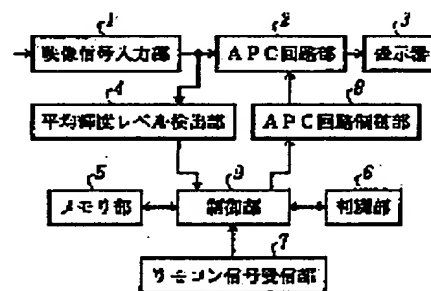 1
2
3
映像信号入力部
APC回路部
表示器
4
8
平均輝度レベル検出部
APC回路制御部
5
9
6
メモリ部
制御部
判別部
7
リモコン信号受信部